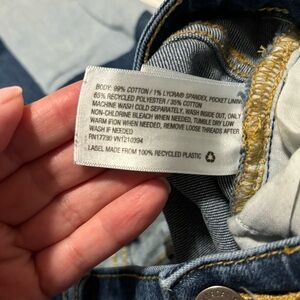 BODY: 99% COTTON / 1% LYCRA® SPANDEX, POCKET LINING
65% RECYCLED POLYESTER / 35% COTTON
MACHINE WASH COLD SEPARATELY, WASH INSIDE OUT, ONLY
NON-CHLORINE BLEACH WHEN NEEDED, TUMBLE DRY LOW
WARM IRON WHEN NEEDED, REMOVE LOOSE THREADS AFTER
WASH IF NEEDED
RN17730 VN1210394
LABEL MADE FROM 100% RECYCLED PLASTIC